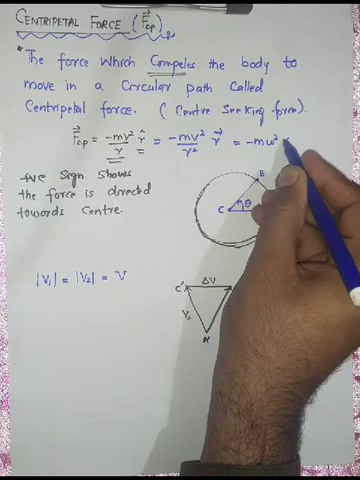 CENTRIPETAL FORCE (F⃗cp)
* The force which Compeles the body to
move in a Circular path called
Centripetal force. (Centre Seeking force).
F⃗cp = -mv²/r r̂ = -mv²/r² r⃗ = -mω²
+ve Sign shows
the force is directed
towards Centre.
B
C θ
|V₁| = |V₂| = V
C' ΔV
V₂
A'